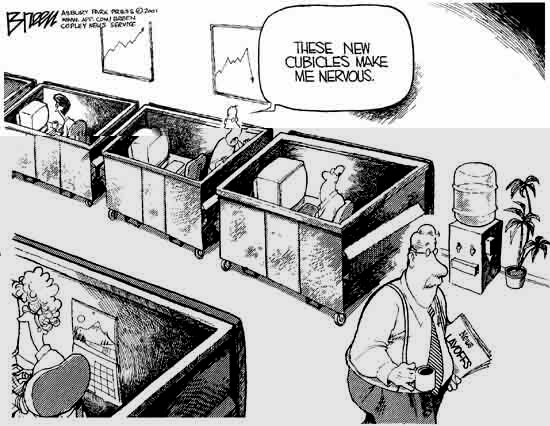 BREEN
ASBURY PARK PRESS ©2001
WWW.APP.COM/BREEN
COPLEY NEWS SERVICE
THESE NEW
CUBICLES MAKE
ME NERVOUS.
News
LAYOFFS